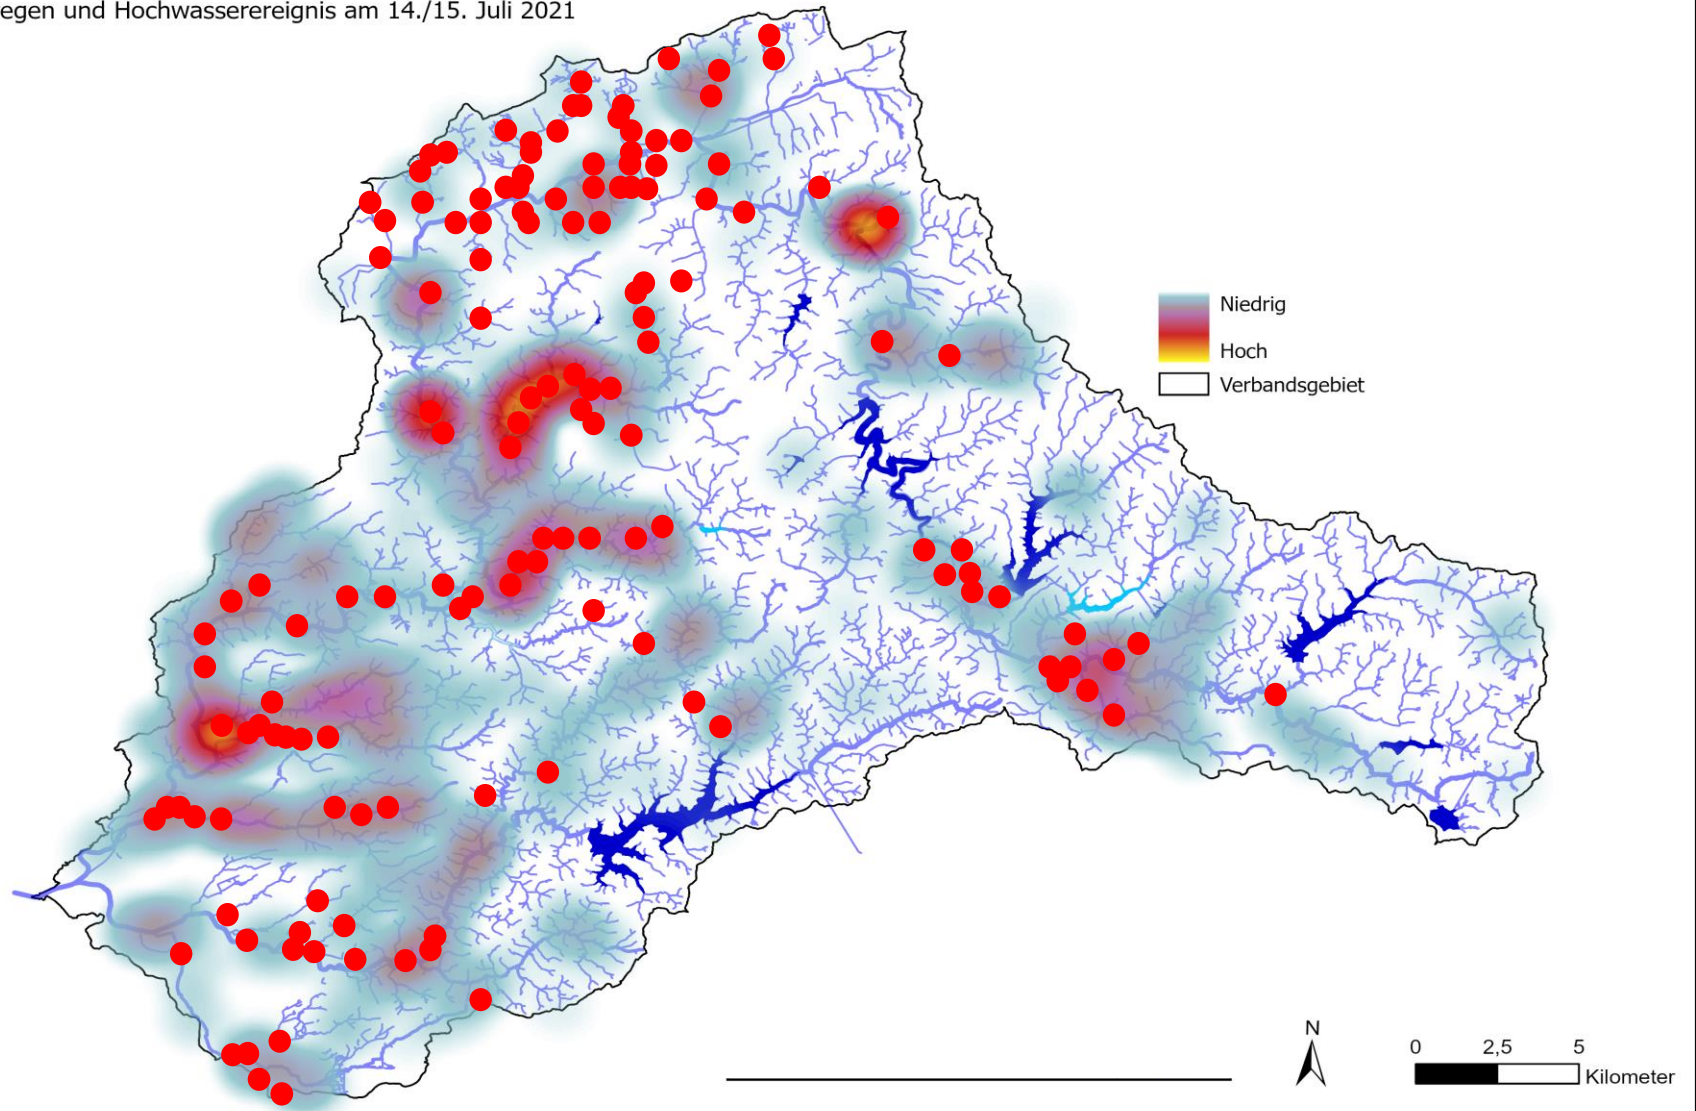 egen und Hochwasserereignis am 14./15. Juli 2021
Niedrig
Hoch
Verbandsgebiet
N
0 2,5 5
Kilometer